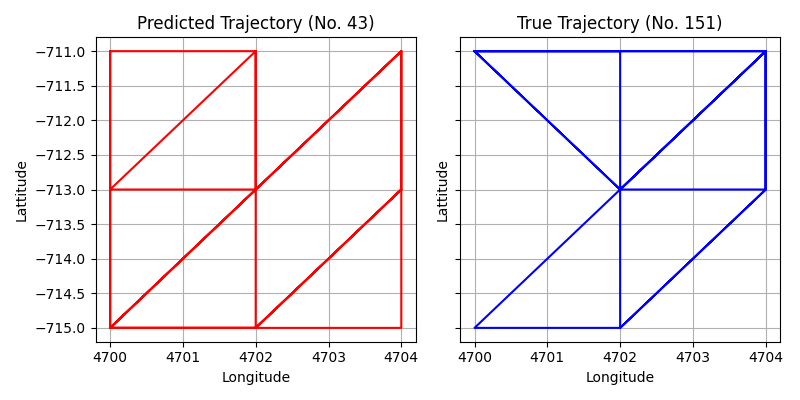 Predicted Trajectory (No. 43)
True Trajectory (No. 151)
Lattitude
−711.0
−711.5
−712.0
−712.5
−713.0
−713.5
−714.0
−714.5
−715.0
4700 4701 4702 4703 4704
Longitude
Lattitude
4700 4701 4702 4703 4704
Longitude